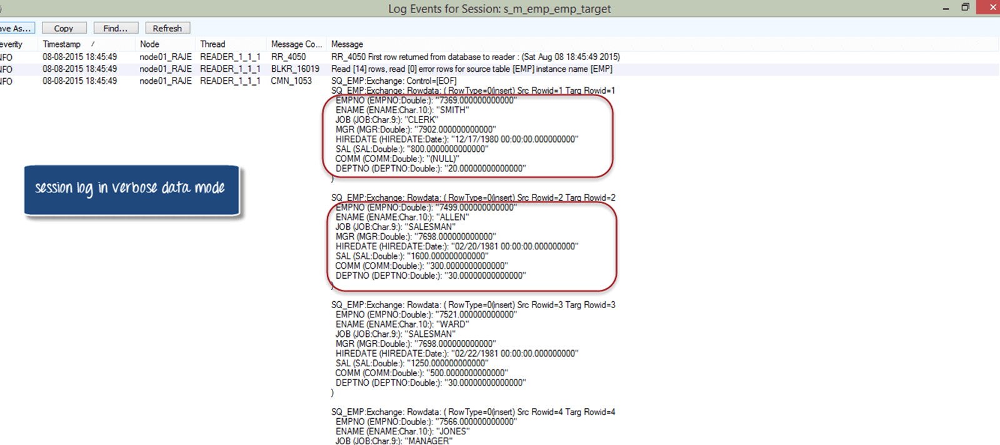 Log Events for Session: s_m_emp_emp_target
ave As... Copy Find... Refresh
everity Timestamp / Node Thread Message Co... Message
NFO 08-08-2015 18:45:49 node01_RAJE READER_1_1_1 RR_4050 RR_4050 First row returned from database to reader : (Sat Aug 08 18:45:49 2015)
NFO 08-08-2015 18:45:49 node01_RAJE READER_1_1_1 BLKR_16019 Read [14] rows, read [0] error rows for source table [EMP] instance name [EMP]
NFO 08-08-2015 18:45:49 node01_RAJE READER_1_1_1 CMN_1053 SQ_EMP:Exchange: Control=[EOF]
SQ_EMP:Exchange: Rowdata: ( RowType=0(insert) Src Rowid=1 Targ Rowid=1
EMPNO (EMPNO:Double:): "7369.000000000000"
ENAME (ENAME:Char.10:): "SMITH"
JOB (JOB:Char.9:): "CLERK"
MGR (MGR:Double:): "7902.000000000000"
HIREDATE (HIREDATE:Date:): "12/17/1980 00:00:00.000000000"
SAL (SAL:Double:): "800.0000000000000"
COMM (COMM:Double:): "(NULL)"
DEPTNO (DEPTNO:Double:): "20.00000000000000"
)
session log in verbose data mode
SQ_EMP:Exchange: Rowdata: ( RowType=0(insert) Src Rowid=2 Targ Rowid=2
EMPNO (EMPNO:Double:): "7499.000000000000"
ENAME (ENAME:Char.10:): "ALLEN"
JOB (JOB:Char.9:): "SALESMAN"
MGR (MGR:Double:): "7698.000000000000"
HIREDATE (HIREDATE:Date:): "02/20/1981 00:00:00.000000000"
SAL (SAL:Double:): "1600.000000000000"
COMM (COMM:Double:): "300.0000000000000"
DEPTNO (DEPTNO:Double:): "30.00000000000000"
)
SQ_EMP:Exchange: Rowdata: ( RowType=0(insert) Src Rowid=3 Targ Rowid=3
EMPNO (EMPNO:Double:): "7521.000000000000"
ENAME (ENAME:Char.10:): "WARD"
JOB (JOB:Char.9:): "SALESMAN"
MGR (MGR:Double:): "7698.000000000000"
HIREDATE (HIREDATE:Date:): "02/22/1981 00:00:00.000000000"
SAL (SAL:Double:): "1250.000000000000"
COMM (COMM:Double:): "500.0000000000000"
DEPTNO (DEPTNO:Double:): "30.00000000000000"
)
SQ_EMP:Exchange: Rowdata: ( RowType=0(insert) Src Rowid=4 Targ Rowid=4
EMPNO (EMPNO:Double:): "7566.000000000000"
ENAME (ENAME:Char.10:): "JONES"
JOB (JOB:Char.9:): "MANAGER"